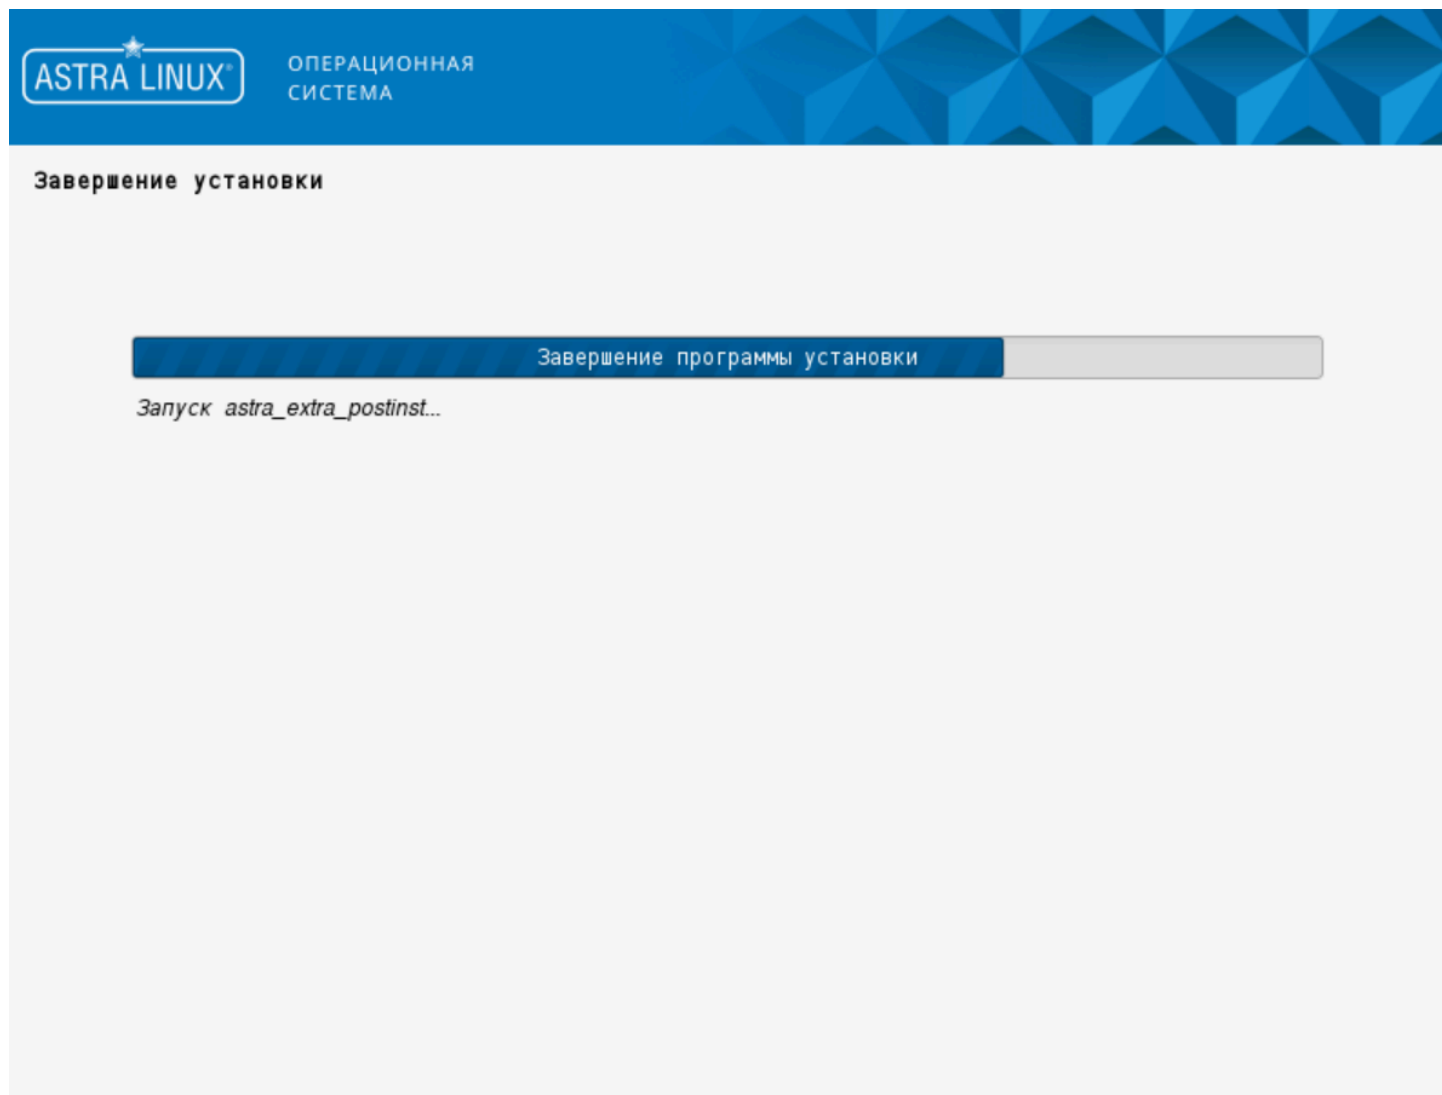 ASTRA LINUX®
ОПЕРАЦИОННАЯ
СИСТЕМА
Завершение установки
Завершение программы установки
Запуск astra_extra_postinst...